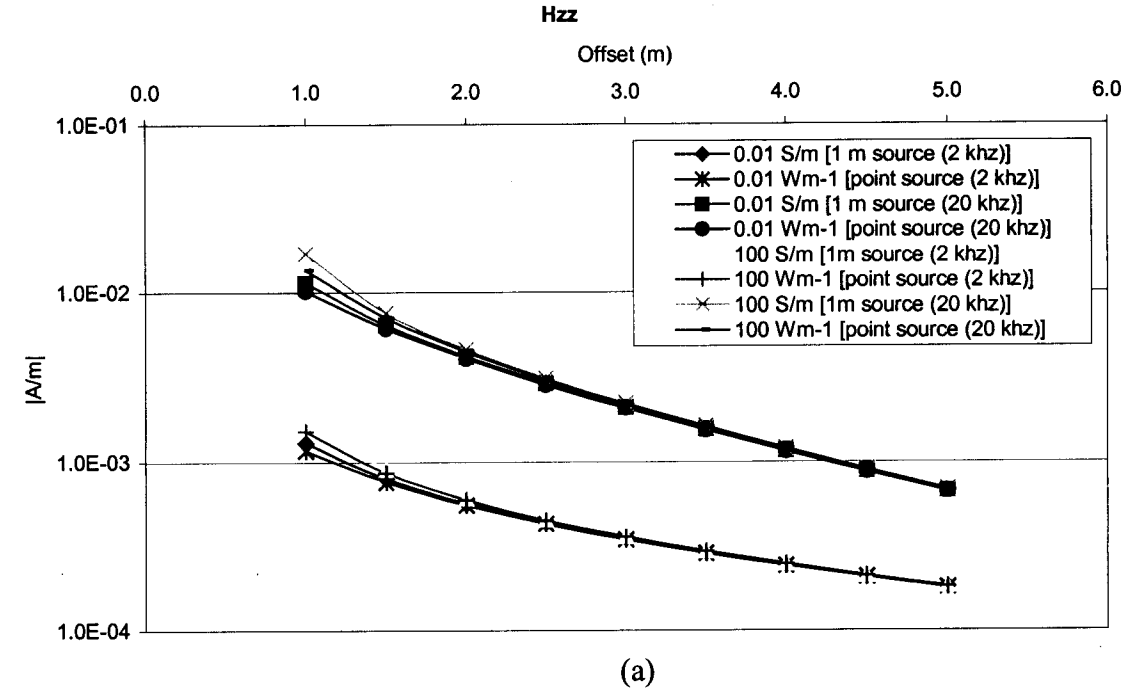 Hzz
Offset (m)
0.0 1.0 2.0 3.0 4.0 5.0 6.0
1.0E-01
0.01 S/m [1 m source (2 khz)]
0.01 Wm-1 [point source (2 khz)]
0.01 S/m [1 m source (20 khz)]
0.01 Wm-1 [point source (20 khz)]
100 S/m [1m source (2 khz)]
100 Wm-1 [point source (2 khz)]
100 S/m [1m source (20 khz)]
100 Wm-1 [point source (20 khz)]
1.0E-02
|A/m|
1.0E-03
1.0E-04
(a)